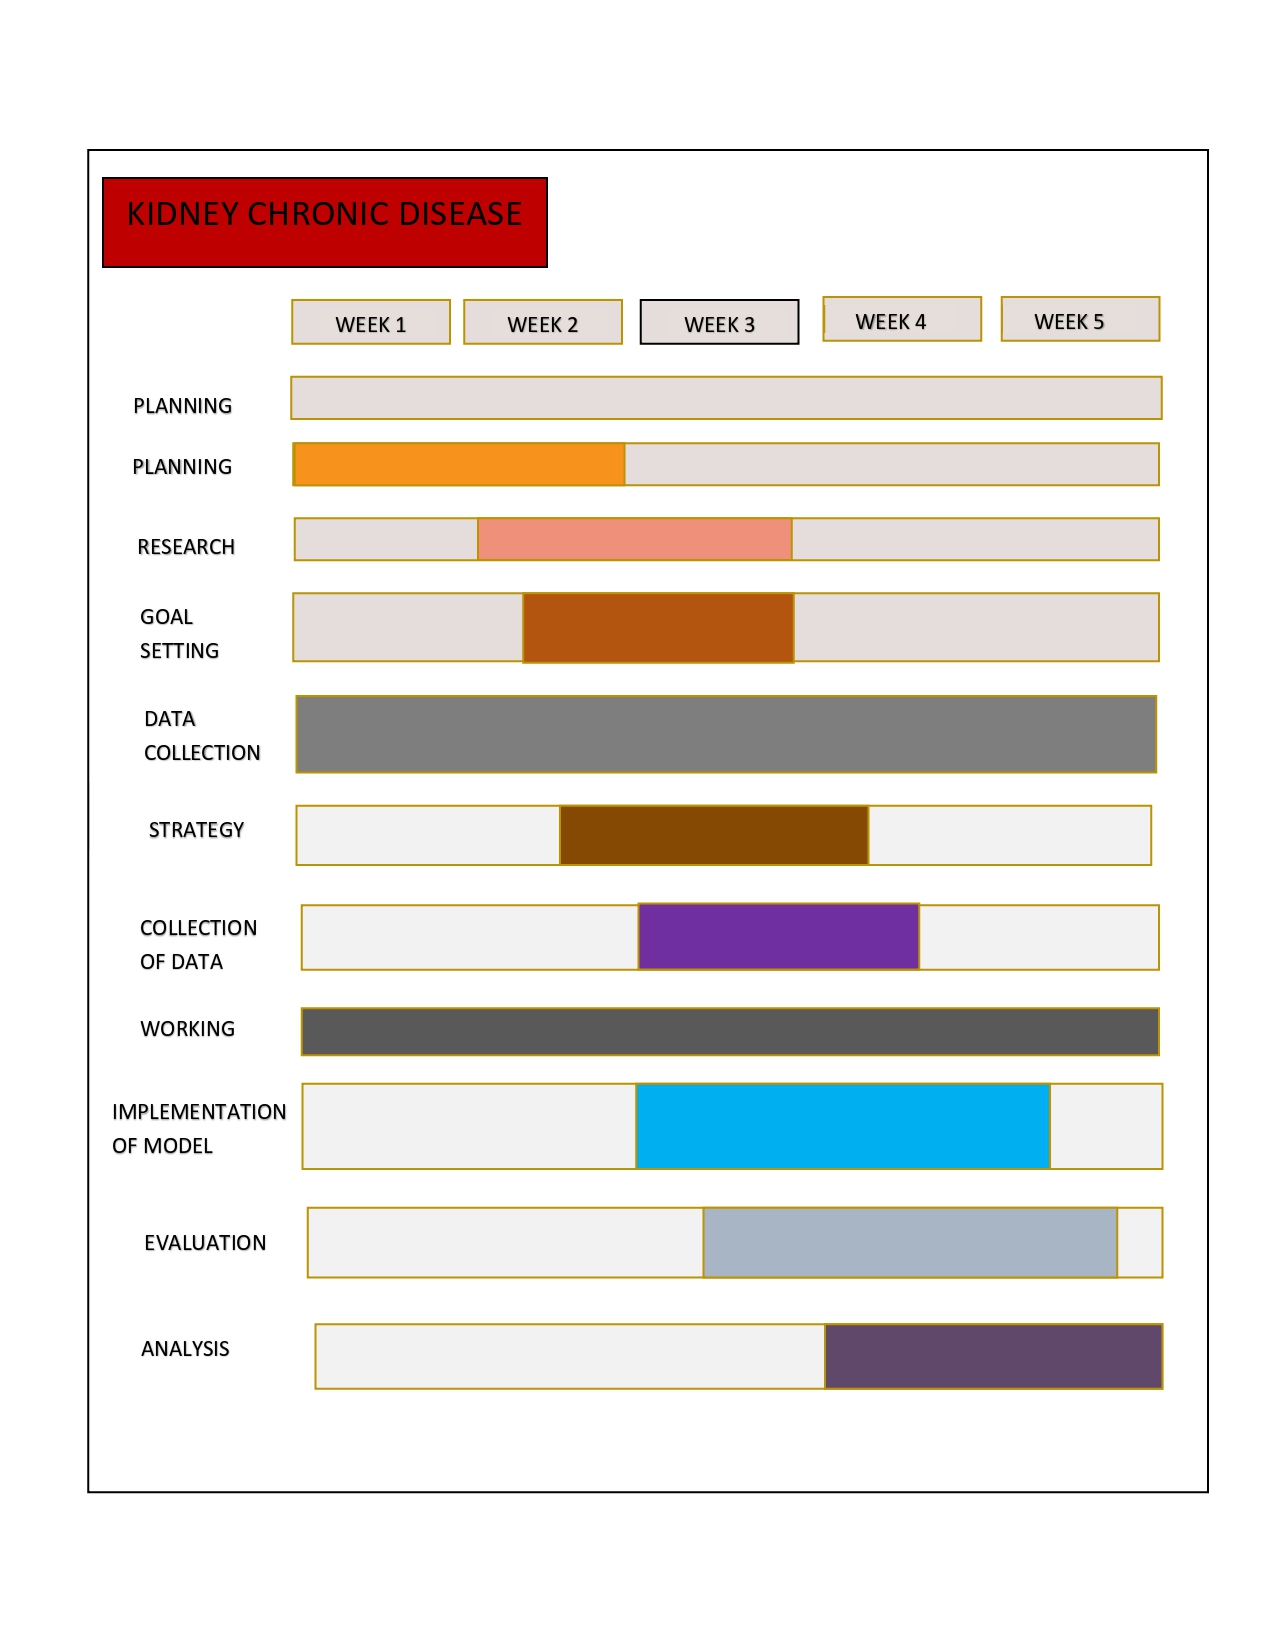 KIDNEY CHRONIC DISEASE
WEEK 1
WEEK 2
WEEK 3
WEEK 4
WEEK 5
PLANNING
PLANNING
RESEARCH
GOAL
SETTING
DATA
COLLECTION
STRATEGY
COLLECTION
OF DATA
WORKING
IMPLEMENTATION
OF MODEL
EVALUATION
ANALYSIS